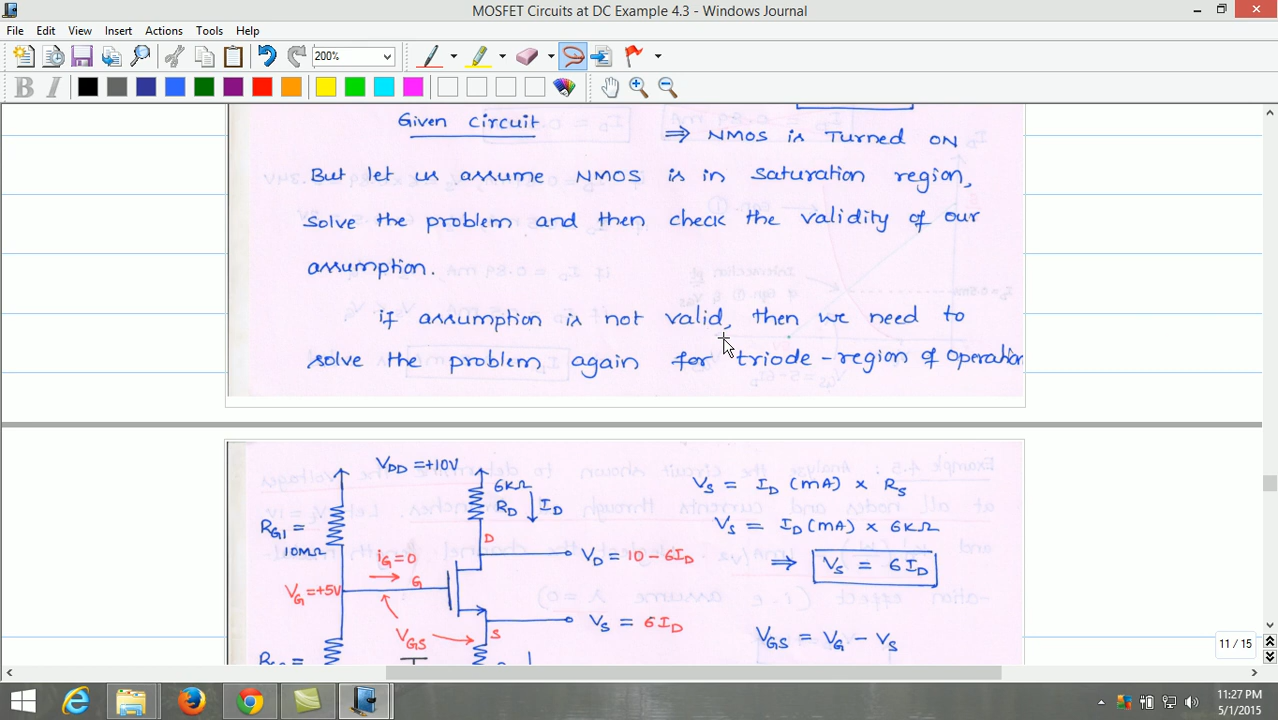 MOSFET Circuits at DC Example 4.3 - Windows Journal
File Edit View Insert Actions Tools Help
200%
B I
Given circuit
⇒ NMOS is Turned ON
But let us assume NMOS is in saturation region,
solve the problem and then check the validity of our
assumption.
if assumption is not valid, then we need to
solve the problem again for triode-region of operation
VDD = +10V
6KΩ
RD
ID
RG1 =
10MΩ
D
iG=0
G
VG=+5V
VD = 10-6ID
VS = 6ID
VGS
S
VS = ID (mA) × RS
VS = ID (mA) × 6KΩ
⇒ VS = 6ID
VGS = VG - VS
11 / 15
11:27 PM
5/1/2015